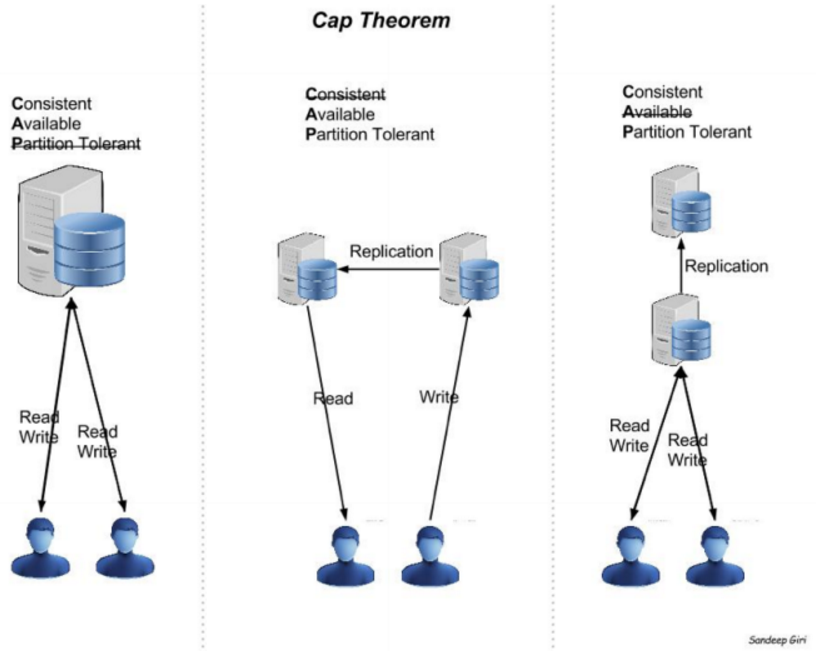 Cap Theorem
Consistent
Available
Partition Tolerant
Read
Write
Read
Write
Consistent
Available
Partition Tolerant
Replication
Read
Write
Consistent
Available
Partition Tolerant
Replication
Read
Write
Read
Write
Sandeep Giri